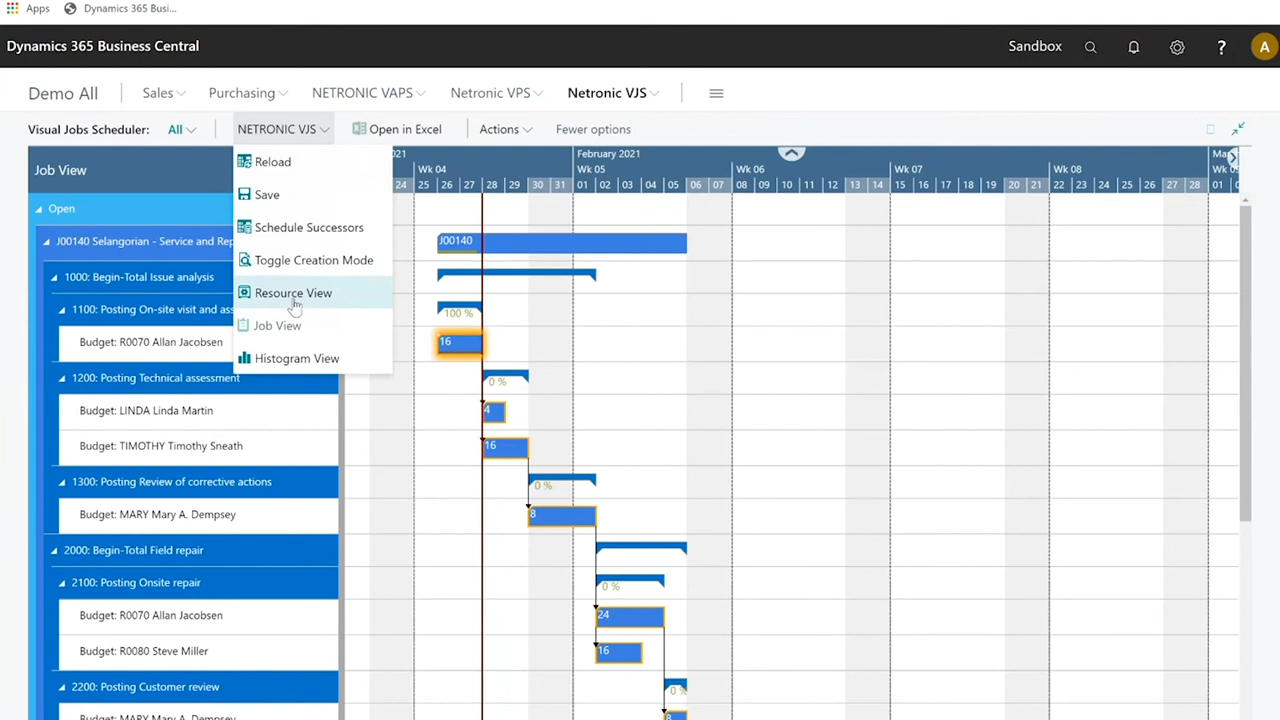 Apps Dynamics 365 Busi...
Dynamics 365 Business Central Sandbox ? A
Demo All Sales Purchasing NETRONIC VAPS Netronic VPS Netronic VJS
Visual Jobs Scheduler: All NETRONIC VJS Open in Excel Actions Fewer options
Reload
Save
Schedule Successors
Toggle Creation Mode
Resource View
Job View
Histogram View
021 February 2021
Job View Wk 04 Wk 05 Wk 06 Wk 07 Wk 08
24 25 26 27 28 29 30 31 01 02 03 04 05 06 07 08 09 10 11 12 13 14 15 16 17 18 19 20 21 22 23 24 25 26 27 28 01
Open
J00140 Selangorian - Service and Rep J00140
1000: Begin-Total Issue analysis
1100: Posting On-site visit and ass 100 %
Budget: R0070 Allan Jacobsen 16
1200: Posting Technical assessment 0 %
Budget: LINDA Linda Martin 4
Budget: TIMOTHY Timothy Sneath 16
1300: Posting Review of corrective actions 0 %
Budget: MARY Mary A. Dempsey 8
2000: Begin-Total Field repair
2100: Posting Onsite repair 0 %
Budget: R0070 Allan Jacobsen 24
Budget: R0080 Steve Miller 16
2200: Posting Customer review 0 %
Budget: MARY Mary A. Dempsey 8